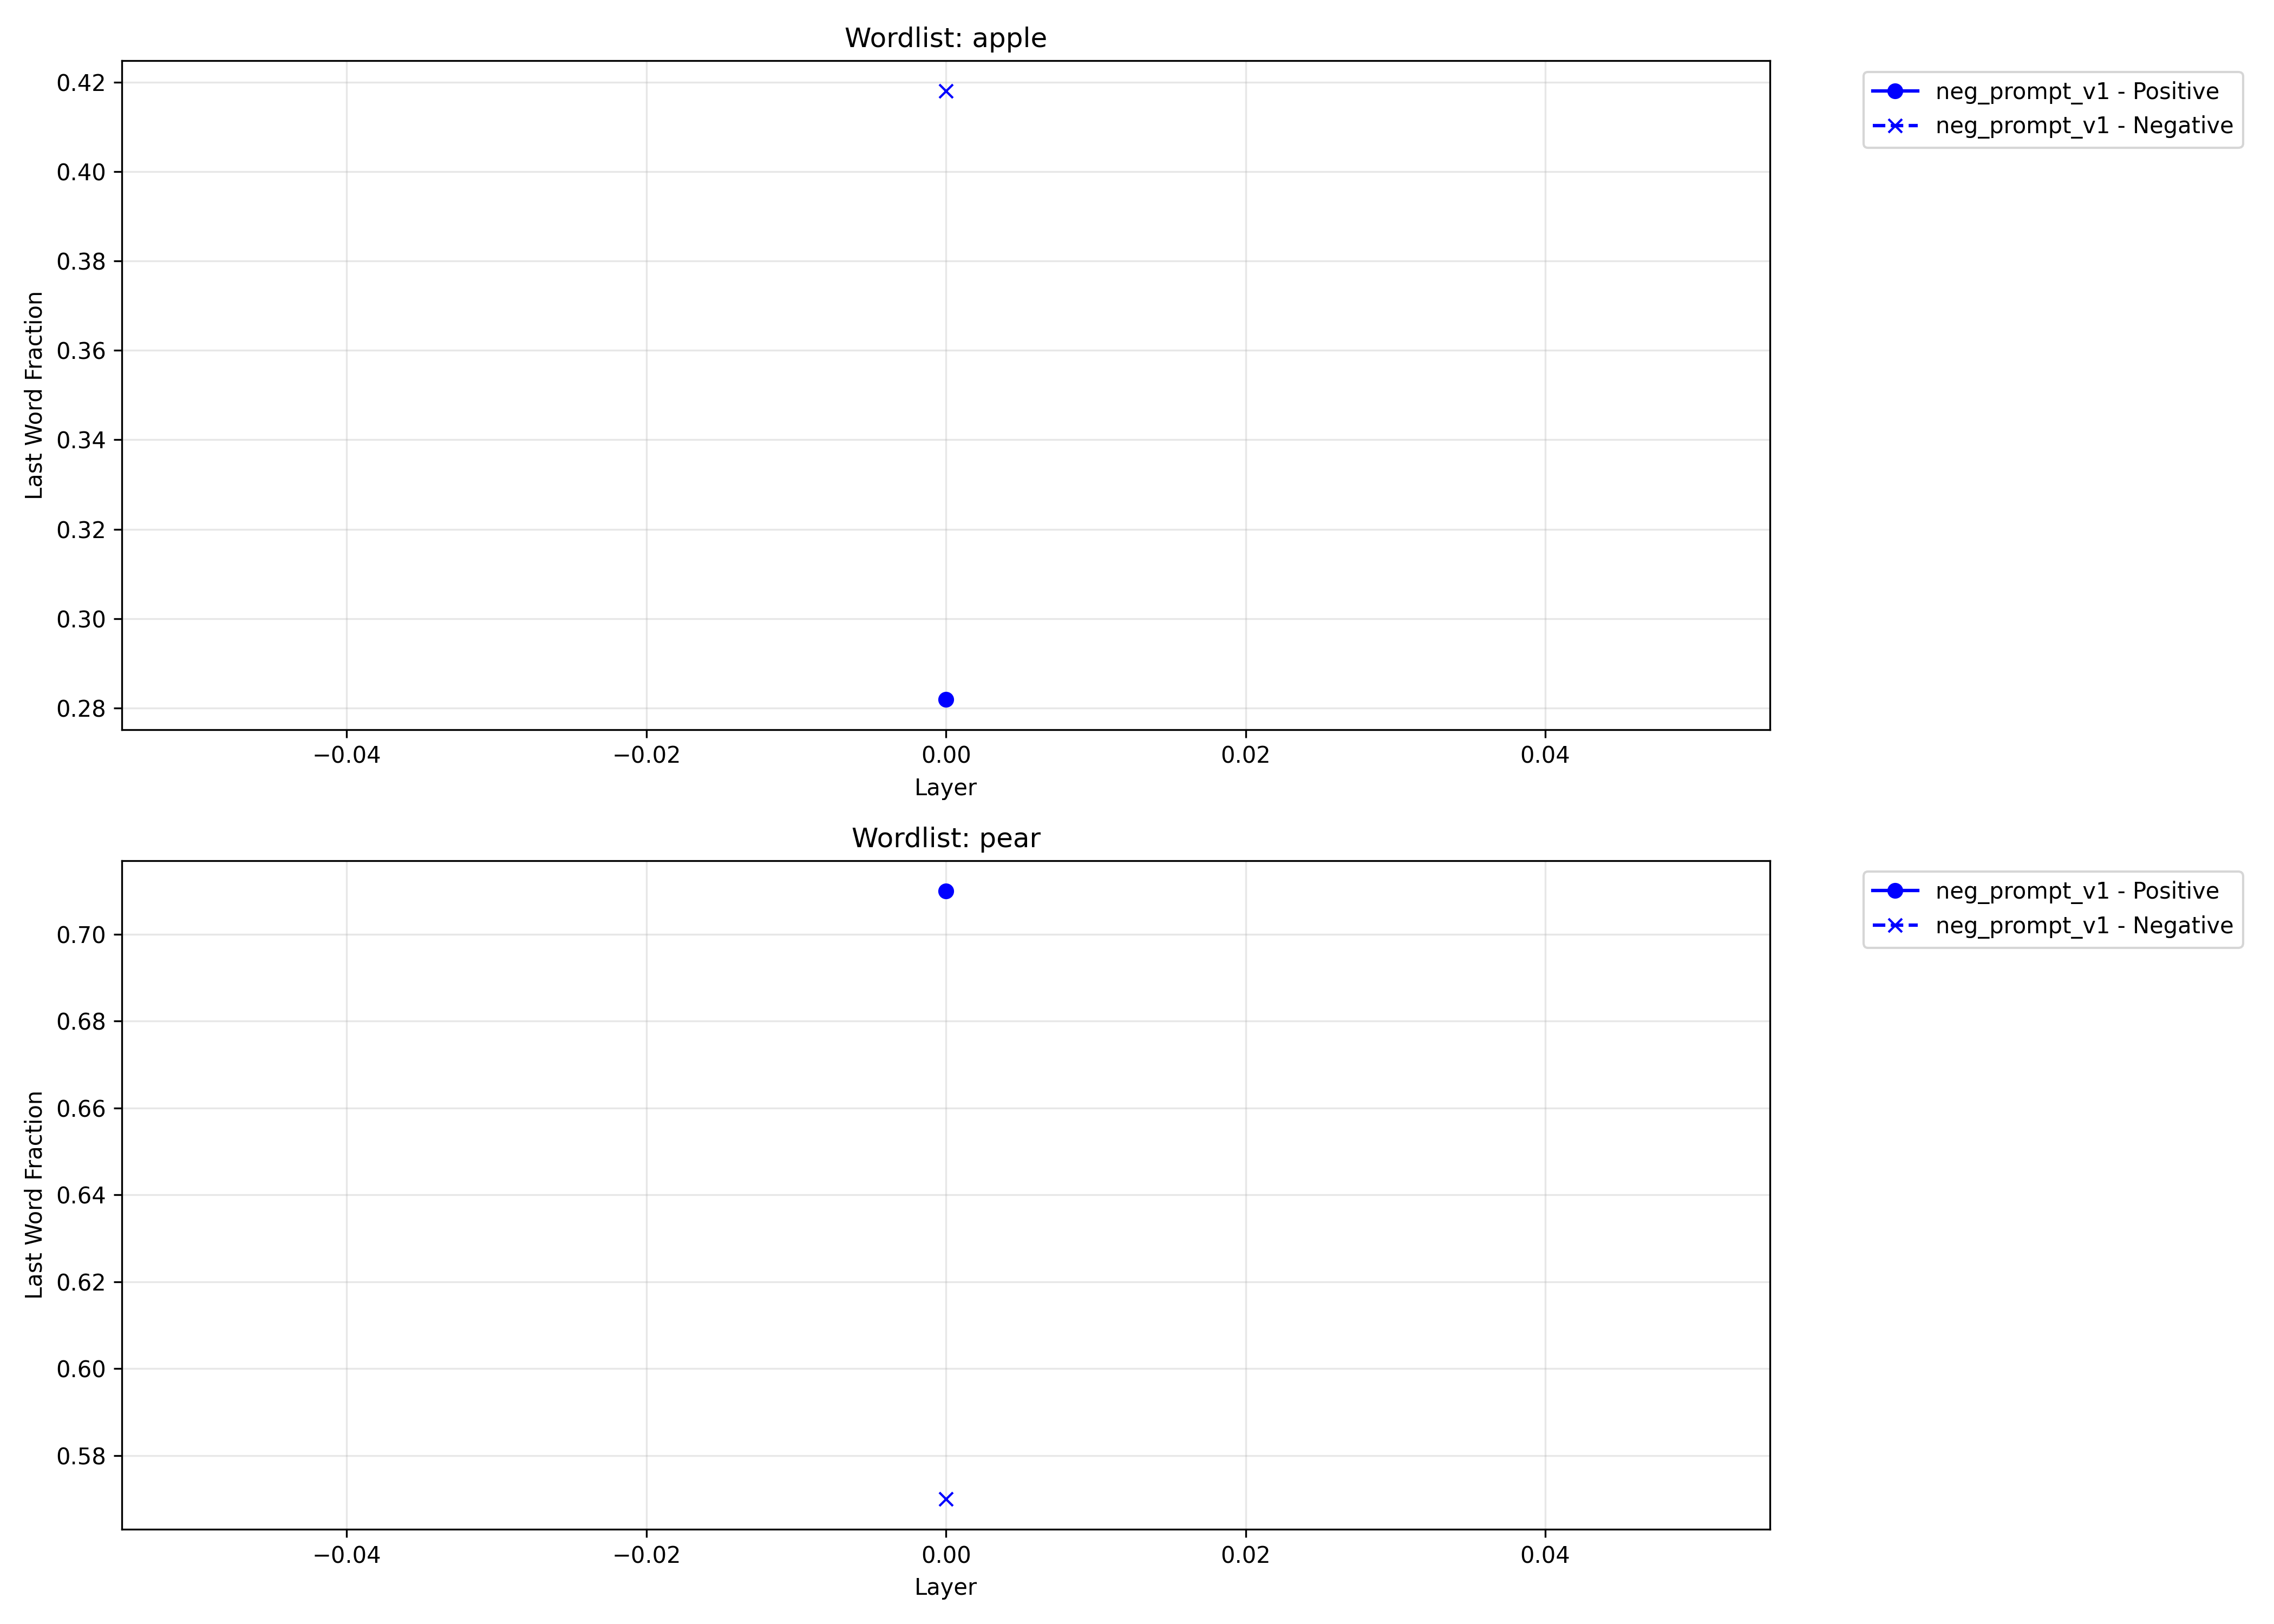 Wordlist: apple
0.42
0.40
0.38
0.36
0.34
0.32
0.30
0.28
Last Word Fraction
−0.04 −0.02 0.00 0.02 0.04
Layer
neg_prompt_v1 - Positive
neg_prompt_v1 - Negative
Wordlist: pear
0.70
0.68
0.66
0.64
0.62
0.60
0.58
Last Word Fraction
−0.04 −0.02 0.00 0.02 0.04
Layer
neg_prompt_v1 - Positive
neg_prompt_v1 - Negative